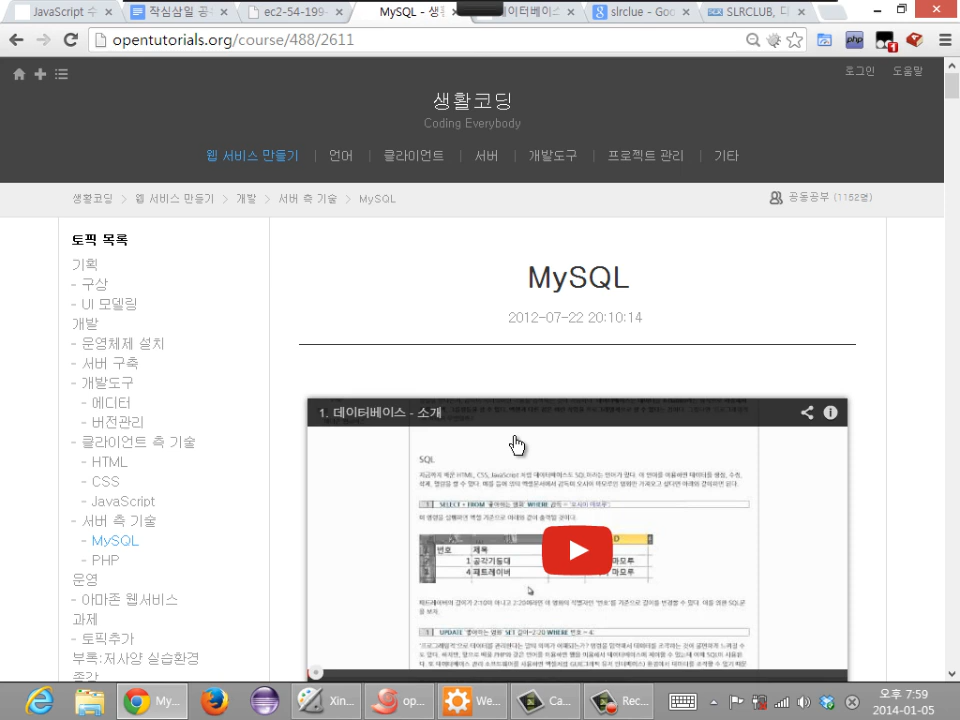 JavaScript 수
작심삼일 공
ec2-54-199-
MySQL - 생
데이터베이스
slrclue - Goo
SLRCLUB, 디
opentutorials.org/course/488/2611
로그인 도움말
생활코딩
Coding Everybody
웹 서비스 만들기 | 언어 | 클라이언트 | 서버 | 개발도구 | 프로젝트 관리 | 기타
생활코딩 > 웹 서비스 만들기 > 개발 > 서버 측 기술 > MySQL
공동공부 (1152명)
토픽 목록
기획
- 구상
- UI 모델링
개발
- 운영체제 설치
- 서버 구축
- 개발도구
- 에디터
- 버전관리
- 클라이언트 측 기술
- HTML
- CSS
- JavaScript
- 서버 측 기술
- MySQL
- PHP
운영
- 아마존 웹서비스
과제
- 토픽추가
부록:저사양 실습환경
종강
MySQL
2012-07-22 20:10:14
1. 데이터베이스 - 소개
SQL
번호 제목
1 공각기동대 마모루
4 패트레이버 마모루
My...
Xin...
op...
We...
Ca...
Rec...
오후 7:59
2014-01-05